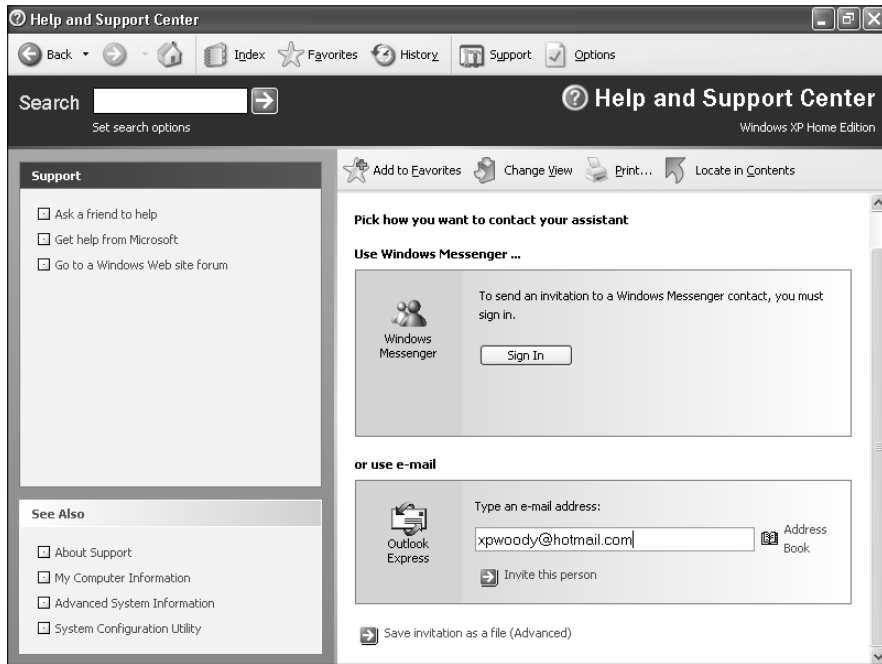 Help and Support Center
Back
Index
Favorites
History
Support
Options
Search
Set search options
Help and Support Center
Windows XP Home Edition
Support
Ask a friend to help
Get help from Microsoft
Go to a Windows Web site forum
See Also
About Support
My Computer Information
Advanced System Information
System Configuration Utility
Add to Favorites
Change View
Print...
Locate in Contents
Pick how you want to contact your assistant
Use Windows Messenger ...
Windows
Messenger
To send an invitation to a Windows Messenger contact, you must
sign in.
Sign In
or use e-mail
Outlook
Express
Type an e-mail address:
xpwoody@hotmail.com
Address
Book
Invite this person
Save invitation as a file (Advanced)